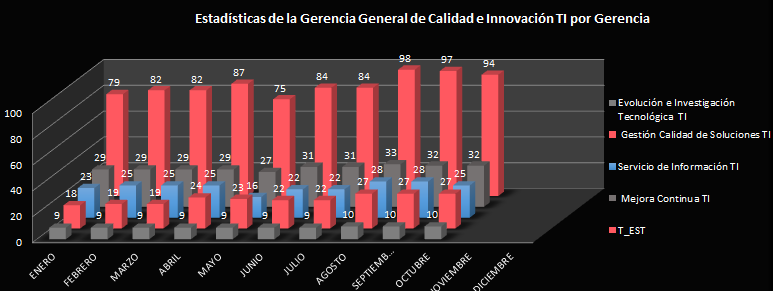 Estadísticas de la Gerencia General de Calidad e Innovación TI por Gerencia
98
97
94
87
82
82
84
84
79
75
100
80
60
40
20
0
29
29
29
29
27
31
31
33
32
32
23
25
25
25
16
22
22
28
28
25
18
19
19
24
23
22
22
27
27
27
9
9
9
9
9
9
9
10
10
10
ENERO
FEBRERO
MARZO
ABRIL
MAYO
JUNIO
JULIO
AGOSTO
SEPTIEMB...
OCTUBRE
NOVIEMBRE
DICIEMBRE
Evolución e Investigación
Tecnológica TI
Gestión Calidad de Soluciones TI
Servicio de Información TI
Mejora Continua TI
T_EST